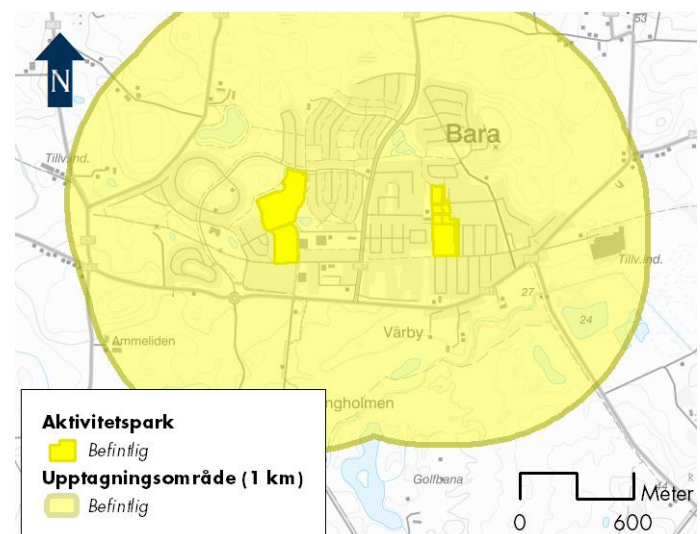 53
N
Bara
Tillv.ind.
Tillv.ind.
27
24
Värby
Ammeliden
ngholmen
Golfbana
Aktivitetspark
Befintlig
Upptagningsområde (1 km)
Befintlig
Meter
0 600